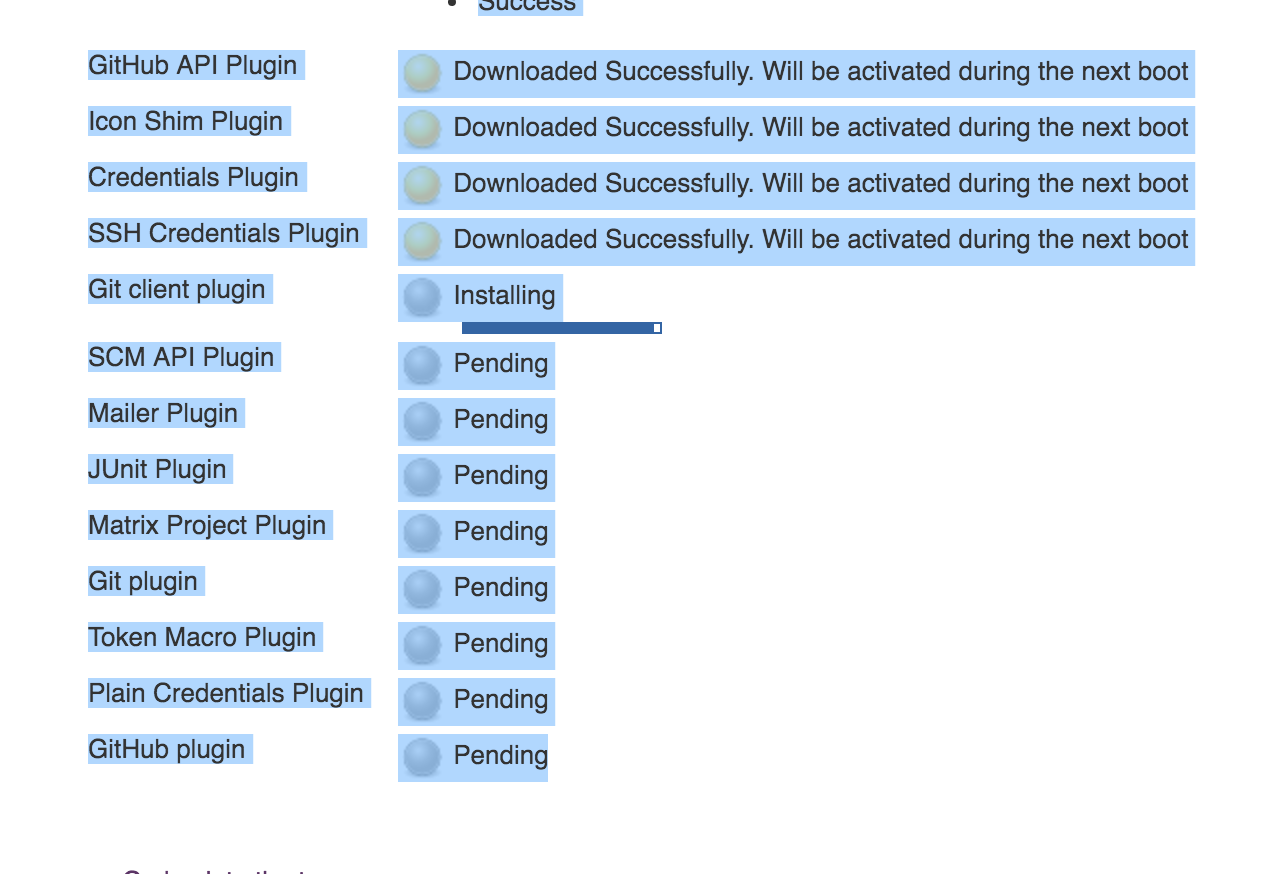 Success
GitHub API Plugin Downloaded Successfully. Will be activated during the next boot
Icon Shim Plugin Downloaded Successfully. Will be activated during the next boot
Credentials Plugin Downloaded Successfully. Will be activated during the next boot
SSH Credentials Plugin Downloaded Successfully. Will be activated during the next boot
Git client plugin Installing
SCM API Plugin Pending
Mailer Plugin Pending
JUnit Plugin Pending
Matrix Project Plugin Pending
Git plugin Pending
Token Macro Plugin Pending
Plain Credentials Plugin Pending
GitHub plugin Pending